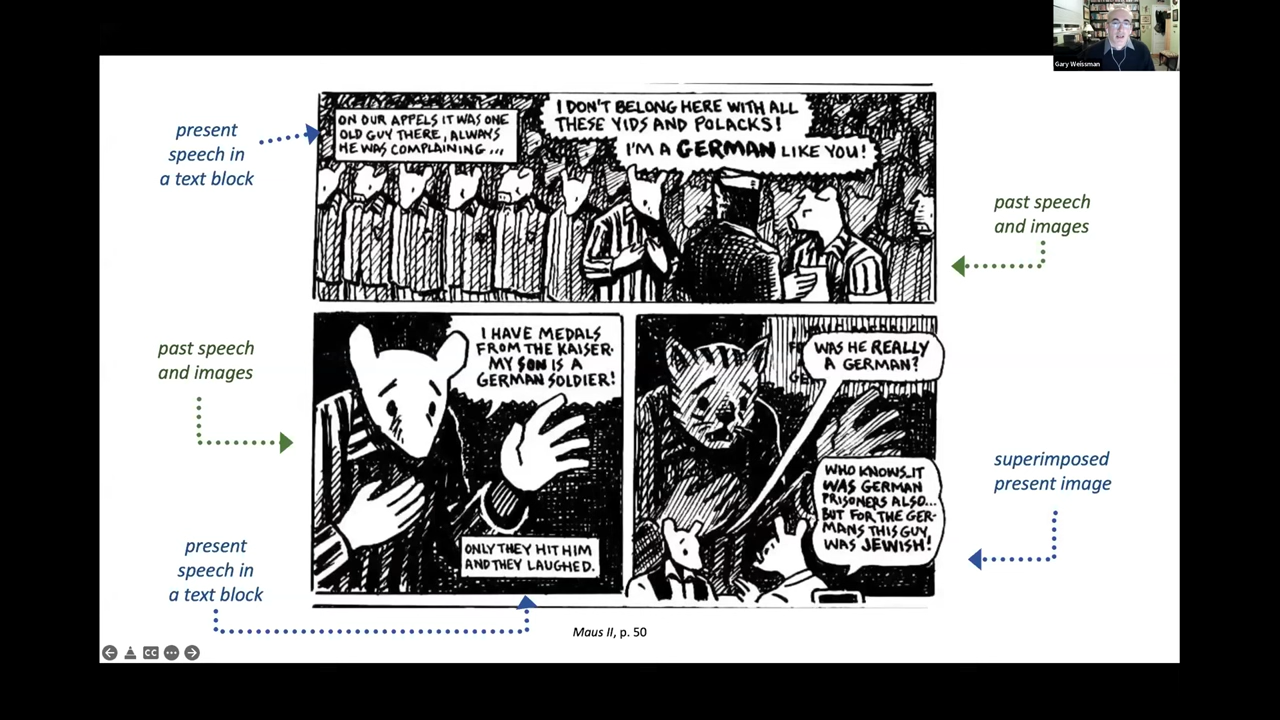 Gary Weissman
present
speech in
a text block
ON OUR APPELS IT WAS ONE
OLD GUY THERE, ALWAYS
HE WAS COMPLAINING...
I DON'T BELONG HERE WITH ALL
THESE YIDS AND POLACKS!
I'M A GERMAN LIKE YOU!
past speech
and images
past speech
and images
I HAVE MEDALS
FROM THE KAISER.
MY SON IS A
GERMAN SOLDIER!
ONLY THEY HIT HIM
AND THEY LAUGHED.
WAS HE REALLY
A GERMAN?
WHO KNOWS..IT
WAS GERMAN
PRISONERS ALSO...
BUT FOR THE GER-
MANS THIS GUY
WAS JEWISH!
superimposed
present image
present
speech in
a text block
Maus II, p. 50
CC